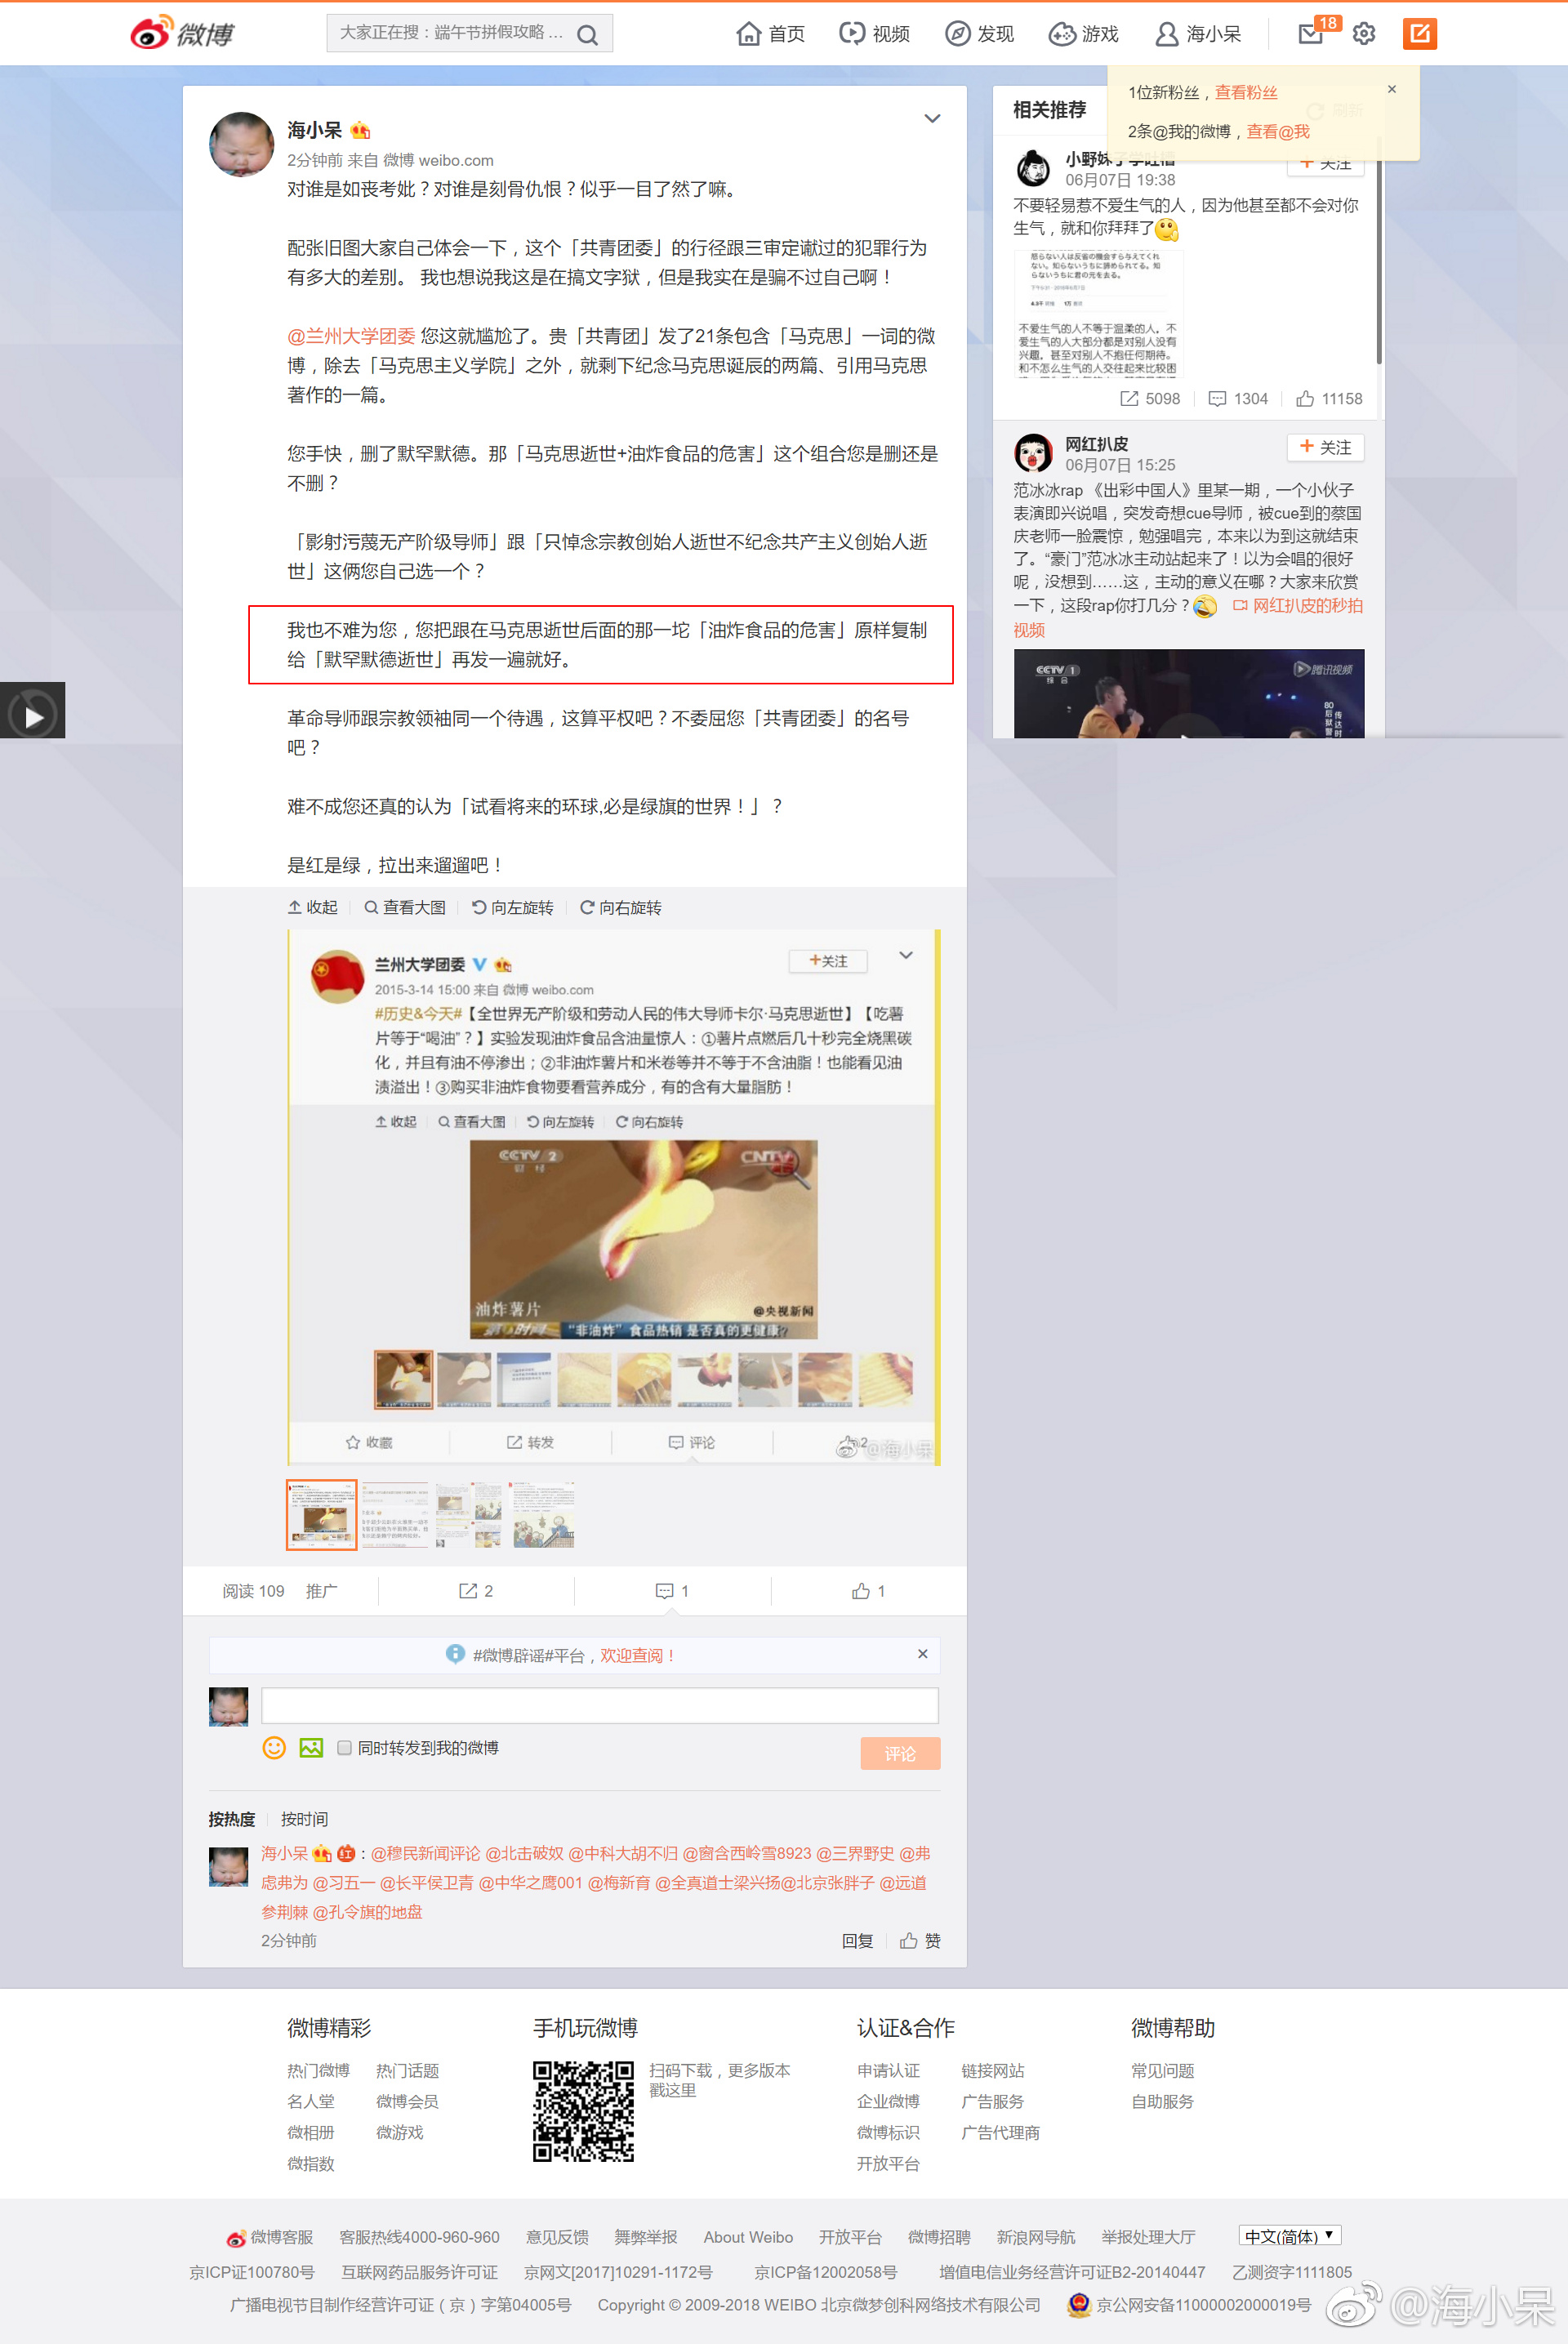 微博
大家正在搜：端午节拼假攻略 ...
首页
视频
发现
游戏
海小呆
18
1位新粉丝，查看粉丝
2条@我的微博，查看@我
海小呆
2分钟前 来自 微博 weibo.com
对谁是如丧考妣？对谁是刻骨仇恨？似乎一目了然了嘛。
配张旧图大家自己体会一下，这个「共青团委」的行径跟三审定谳过的犯罪行为
有多大的差别。 我也想说我这是在搞文字狱，但是我实在是骗不过自己啊！
@兰州大学团委 您这就尴尬了。贵「共青团」发了21条包含「马克思」一词的微
博，除去「马克思主义学院」之外，就剩下纪念马克思诞辰的两篇、引用马克思
著作的一篇。
您手快，删了默罕默德。那「马克思逝世+油炸食品的危害」这个组合您是删还是
不删？
「影射污蔑无产阶级导师」跟「只悼念宗教创始人逝世不纪念共产主义创始人逝
世」这俩您自己选一个？
我也不难为您，您把跟在马克思逝世后面的那一坨「油炸食品的危害」原样复制
给「默罕默德逝世」再发一遍就好。
革命导师跟宗教领袖同一个待遇，这算平权吧？不委屈您「共青团委」的名号
吧？
难不成您还真的认为「试看将来的环球,必是绿旗的世界！」？
是红是绿，拉出来遛遛吧！
收起
查看大图
向左旋转
向右旋转
兰州大学团委
+关注
2015-3-14 15:00 来自 微博 weibo.com
#历史&今天#【全世界无产阶级和劳动人民的伟大导师卡尔·马克思逝世】【吃薯
片等于“喝油”？】实验发现油炸食品含油量惊人：①薯片点燃后几十秒完全烧黑碳
化，并且有油不停渗出；②非油炸薯片和米卷等并不等于不含油脂！也能看见油
渍溢出！③购买非油炸食物要看营养成分，有的含有大量脂肪！
收起
查看大图
向左旋转
向右旋转
CCTV 2
财经
CNTV
油炸薯片
@央视新闻
第一时间
“非油炸” 食品热销 是否真的更健康?
收藏
转发
评论
2
@海小呆
阅读 109
推广
2
1
1
#微博辟谣#平台，欢迎查阅！
同时转发到我的微博
评论
按热度
按时间
海小呆：@穆民新闻评论 @北击破奴 @中科大胡不归 @窗含西岭雪8923 @三界野史 @弗
虑弗为 @习五一 @长平侯卫青 @中华之鹰001 @梅新育 @全真道士梁兴扬@北京张胖子 @远道
参荆棘 @孔令旗的地盘
2分钟前
回复
赞
相关推荐
刷新
小野妹子学吐槽
+ 关注
06月07日 19:38
不要轻易惹不爱生气的人，因为他甚至都不会对你
生气，就和你拜拜了
怒らない人は反省の機会すら与えてくれ
ない。知らないうちに諦められてる。知
らないうちに君の元を去る。
不爱生气的人不等于温柔的人。不
爱生气的人大部分都是对别人没有
兴趣，甚至对别人不抱任何期待。
和不怎么生气的人交往起来比较困
5098
1304
11158
网红扒皮
+ 关注
06月07日 15:25
范冰冰rap 《出彩中国人》里某一期，一个小伙子
表演即兴说唱，突发奇想cue导师，被cue到的蔡国
庆老师一脸震惊，勉强唱完，本来以为到这就结束
了。“豪门”范冰冰主动站起来了！以为会唱的很好
呢，没想到……这，主动的意义在哪？大家来欣赏
一下，这段rap你打几分？ 网红扒皮的秒拍
视频
CCTV 1
综合
腾讯视频
微博精彩
热门微博
热门话题
名人堂
微博会员
微相册
微游戏
微指数
手机玩微博
扫码下载，更多版本
戳这里
认证&合作
申请认证
链接网站
企业微博
广告服务
微博标识
广告代理商
开放平台
微博帮助
常见问题
自助服务
微博客服
客服热线4000-960-960
意见反馈
舞弊举报
About Weibo
开放平台
微博招聘
新浪网导航
举报处理大厅
中文(简体)
京ICP证100780号
互联网药品服务许可证
京网文[2017]10291-1172号
京ICP备12002058号
增值电信业务经营许可证B2-20140447
乙测资字1111805
广播电视节目制作经营许可证（京）字第04005号
Copyright © 2009-2018 WEIBO 北京微梦创科网络技术有限公司
京公网安备11000002000019号
@海小呆